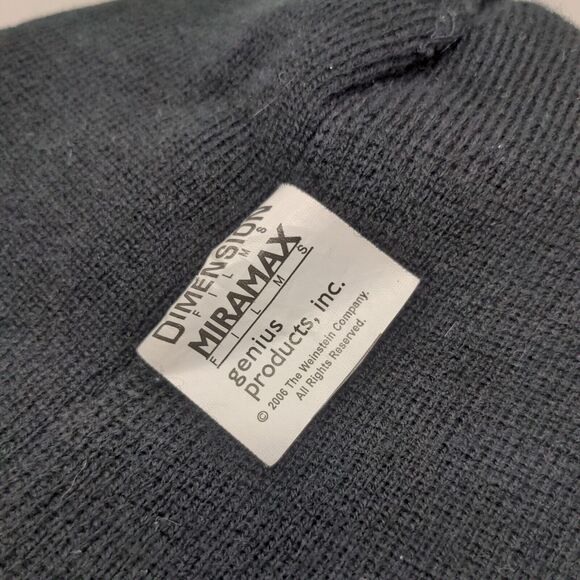 DIMENSION
FILMS
MIRAMAX
FILMS
genius
products, inc.
© 2006 The Weinstein Company.
All Rights Reserved.